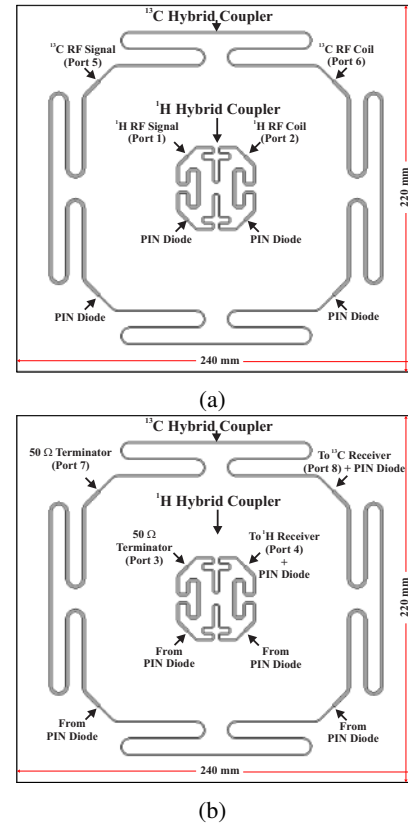 ¹³C Hybrid Coupler
¹³C RF Signal
(Port 5)
¹³C RF Coil
(Port 6)
¹H Hybrid Coupler
¹H RF Signal
(Port 1)
¹H RF Coil
(Port 2)
PIN Diode
PIN Diode
PIN Diode
PIN Diode
220 mm
240 mm
(a)
¹³C Hybrid Coupler
50 Ω Terminator
(Port 7)
To ¹³C Receiver
(Port 8) + PIN Diode
¹H Hybrid Coupler
50 Ω
Terminator
(Port 3)
To ¹H Receiver
(Port 4)
+
PIN Diode
From
PIN Diode
From
PIN Diode
From
PIN Diode
From
PIN Diode
220 mm
240 mm
(b)